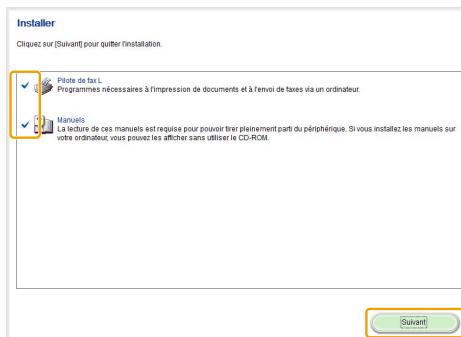 Installer
Cliquez sur [Suivant] pour quitter l'installation.
Pilote de fax L
Programmes nécessaires à l'impression de documents et à l'envoi de faxes via un ordinateur.
Manuels
La lecture de ces manuels est requise pour pouvoir tirer pleinement parti du périphérique. Si vous installez les manuels sur
votre ordinateur, vous pouvez les afficher sans utiliser le CD-ROM.
Suivant